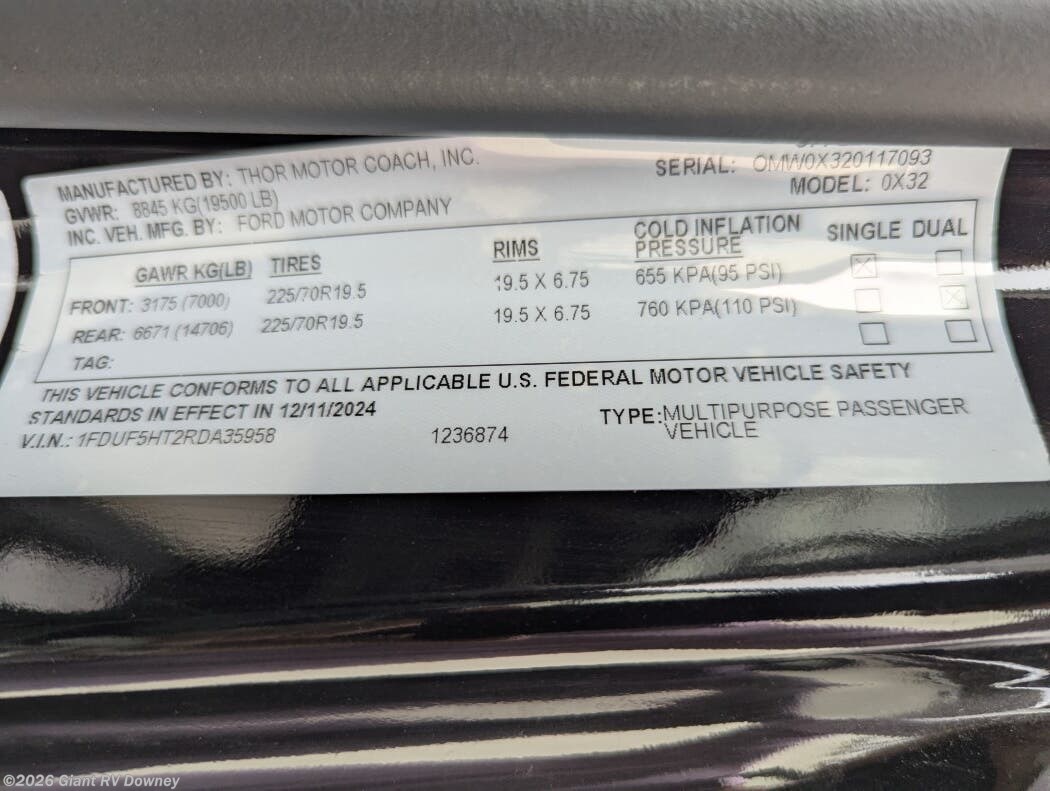 MANUFACTURED BY: THOR MOTOR COACH, INC.
SERIAL: OMW0X320117093
GVWR: 8845 KG(19500 LB)
MODEL: 0X32
INC. VEH. MFG. BY: FORD MOTOR COMPANY
GAWR KG(LB) TIRES RIMS COLD INFLATION PRESSURE SINGLE DUAL
FRONT: 3175 (7000) 225/70R19.5 19.5 X 6.75 655 KPA(95 PSI)
REAR: 6671 (14706) 225/70R19.5 19.5 X 6.75 760 KPA(110 PSI)
TAG:
THIS VEHICLE CONFORMS TO ALL APPLICABLE U.S. FEDERAL MOTOR VEHICLE SAFETY
STANDARDS IN EFFECT IN 12/11/2024
V.I.N.: 1FDUF5HT2RDA35958 1236874
TYPE: MULTIPURPOSE PASSENGER
VEHICLE
©2026 Giant RV Downey